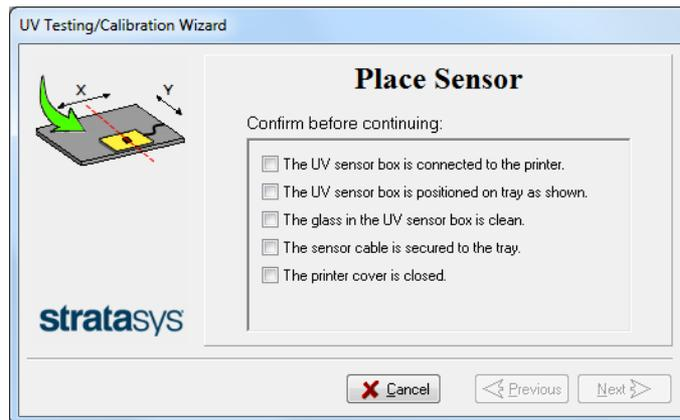 UV Testing/Calibration Wizard
X
Y
Place Sensor
Confirm before continuing:
The UV sensor box is connected to the printer.
The UV sensor box is positioned on tray as shown.
The glass in the UV sensor box is clean.
The sensor cable is secured to the tray.
The printer cover is closed.
stratasys
Cancel
Previous
Next